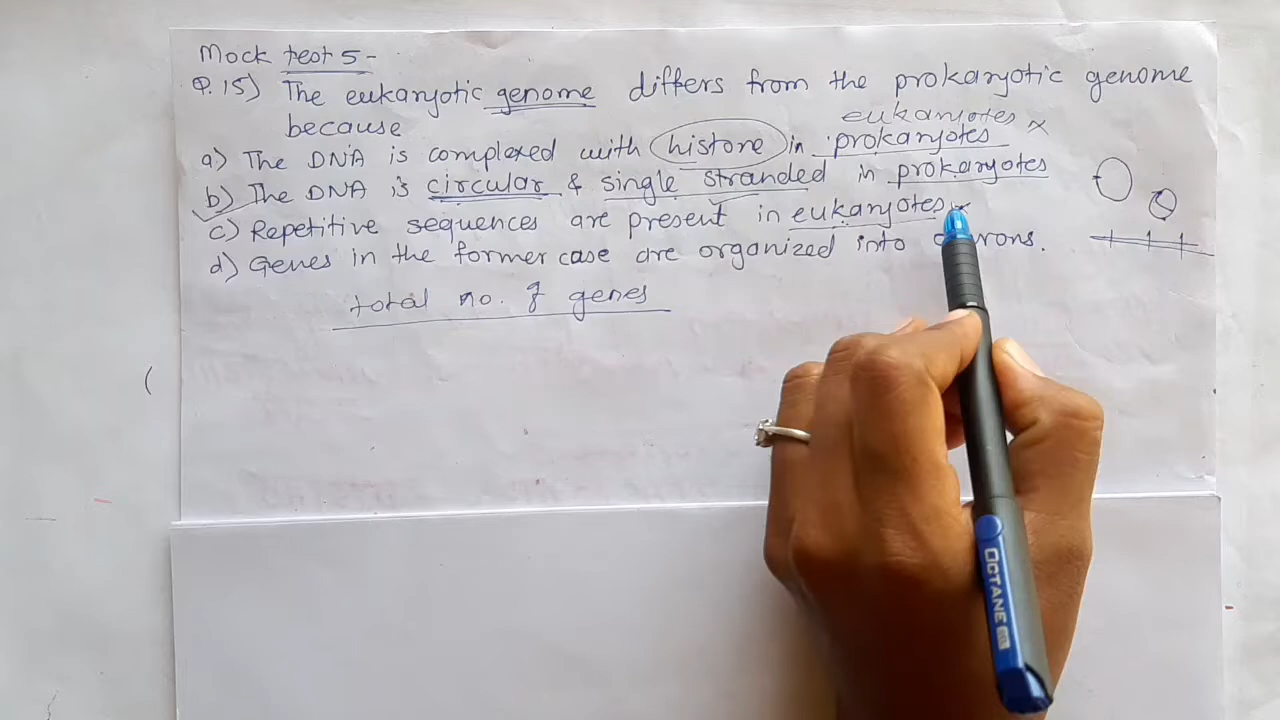 Mock test 5-
Q.15) The eukaryotic genome differs from the prokaryotic genome
because
eukaryotes x
a) The DNA is complexed with histone in prokaryotes
b) The DNA is circular & single stranded in prokaryotes
c) Repetitive sequences are present in eukaryotes
d) Genes in the former case are organized into
total no. of genes
OCTANE GEL